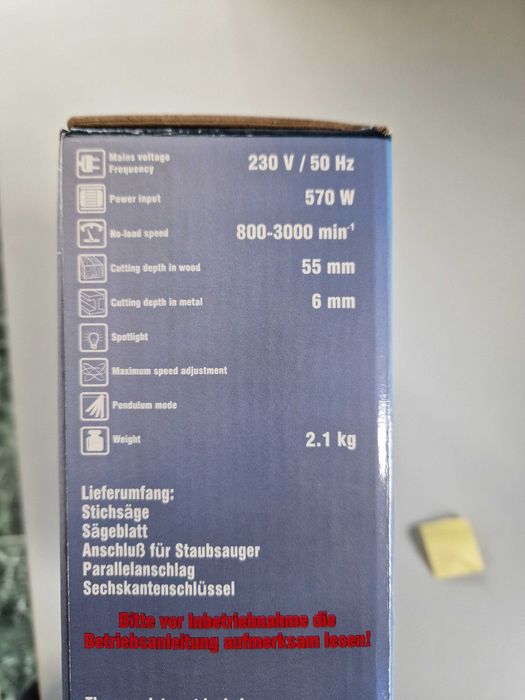 Mains voltage
Frequency
230 V / 50 Hz
Power input
570 W
No-load speed
800-3000 min⁻¹
Cutting depth in wood
55 mm
Cutting depth in metal
6 mm
Spotlight
Maximum speed adjustment
Pendulum mode
Weight
2.1 kg
Lieferumfang:
Stichsäge
Sägeblatt
Anschluß für Staubsauger
Parallelanschlag
Sechskantenschlüssel
Bitte vor Inbetriebnahme die
Betriebsanleitung aufmerksam lesen!